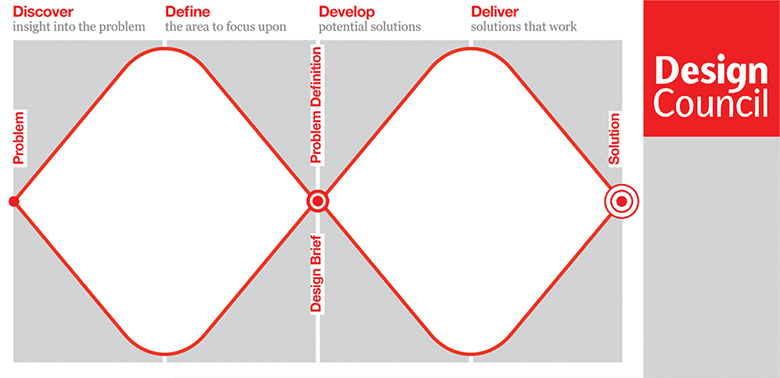 Discover
insight into the problem
Define
the area to focus upon
Develop
potential solutions
Deliver
solutions that work
Problem
Problem Definition
Design Brief
Solution
Design
Council